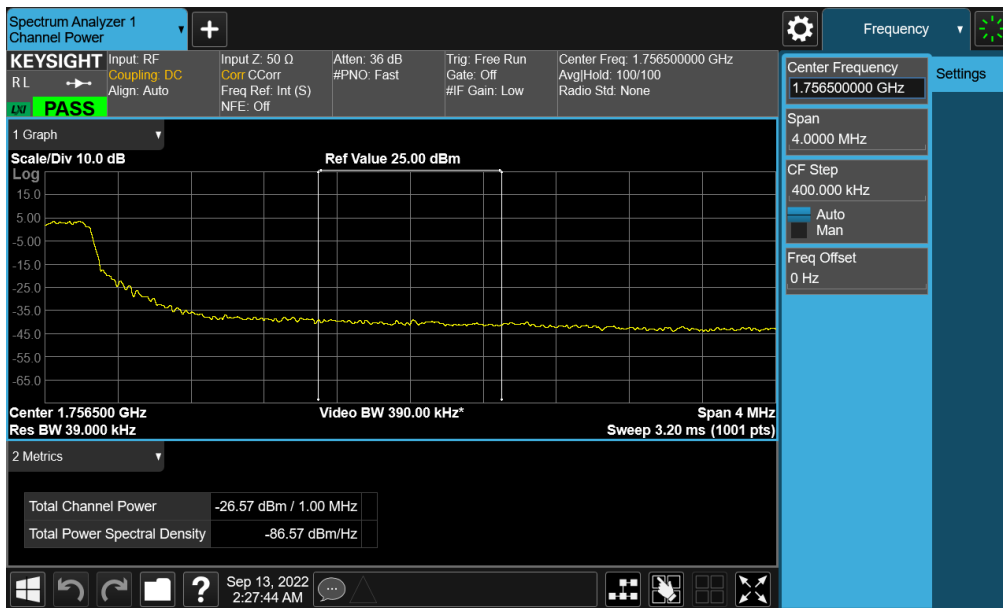 Spectrum Analyzer 1
Channel Power
Frequency
KEYSIGHT
R L
LXI PASS
Input: RF
Coupling: DC
Align: Auto
Input Z: 50 Ω
Corr CCorr
Freq Ref: Int (S)
NFE: Off
Atten: 36 dB
#PNO: Fast
Trig: Free Run
Gate: Off
#IF Gain: Low
Center Freq: 1.756500000 GHz
Avg|Hold: 100/100
Radio Std: None
Center Frequency
1.756500000 GHz
Settings
Span
4.0000 MHz
CF Step
400.000 kHz
Auto
Man
Freq Offset
0 Hz
1 Graph
Scale/Div 10.0 dB Ref Value 25.00 dBm
Log
15.0
5.00
-5.00
-15.0
-25.0
-35.0
-45.0
-55.0
-65.0
Center 1.756500 GHz Video BW 390.00 kHz* Span 4 MHz
Res BW 39.000 kHz Sweep 3.20 ms (1001 pts)
2 Metrics
Total Channel Power -26.57 dBm / 1.00 MHz
Total Power Spectral Density -86.57 dBm/Hz
Sep 13, 2022
2:27:44 AM